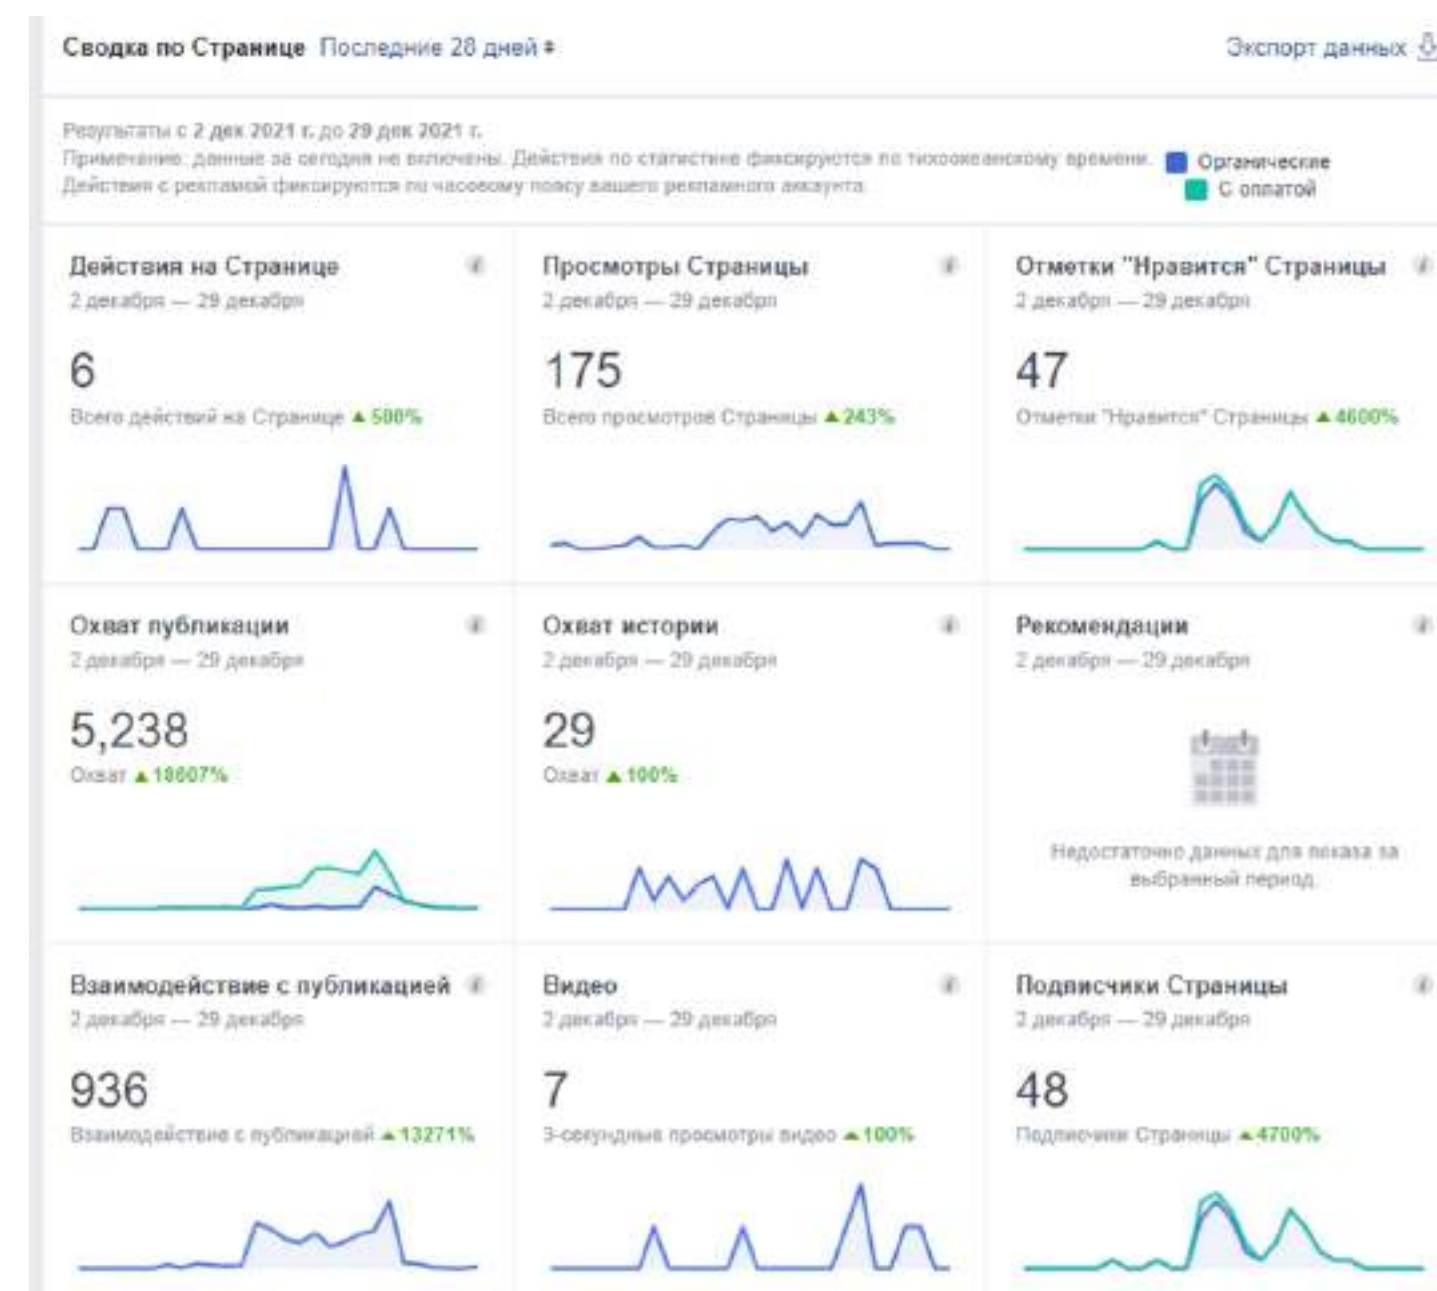 Сводка по Странице Последние 28 дней
Экспорт данных
Результаты с 2 дек 2021 г. до 29 дек 2021 г.
Примечание: данные за сегодня не включены. Действия по статистике фиксируются по тихоокеанскому времени.
Действия с рекламой фиксируются по часовому поясу вашего рекламного аккаунта.
Органические
С оплатой
Действия на Странице
2 декабря — 29 декабря
6
Всего действий на Странице ▲ 500%
Просмотры Страницы
2 декабря — 29 декабря
175
Всего просмотров Страницы ▲ 243%
Отметки "Нравится" Страницы
2 декабря — 29 декабря
47
Отметки "Нравится" Страницы ▲ 4600%
Охват публикации
2 декабря — 29 декабря
5,238
Охват ▲ 18607%
Охват истории
2 декабря — 29 декабря
29
Охват ▲ 100%
Рекомендации
2 декабря — 29 декабря
Недостаточно данных для показа за
выбранный период.
Взаимодействие с публикацией
2 декабря — 29 декабря
936
Взаимодействие с публикацией ▲ 13271%
Видео
2 декабря — 29 декабря
7
3-секундные просмотры видео ▲ 100%
Подписчики Страницы
2 декабря — 29 декабря
48
Подписчики Страницы ▲ 4700%